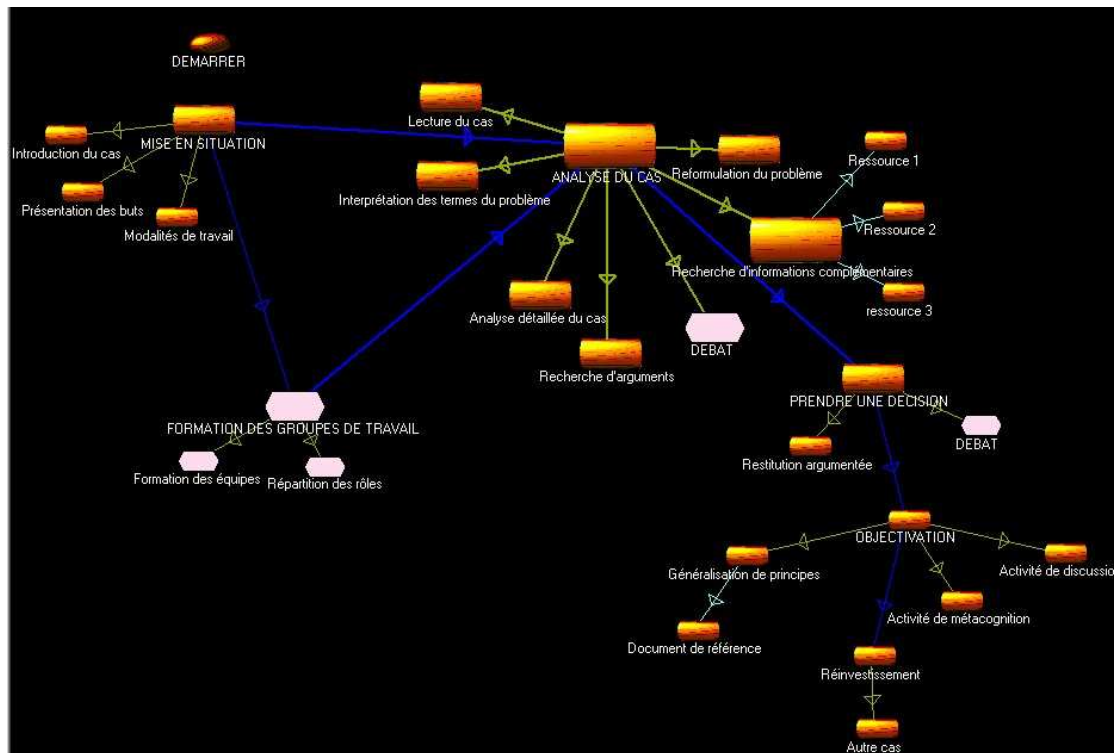 DEMARRER
MISE EN SITUATION
Introduction du cas
Présentation des buts
Modalités de travail
Lecture du cas
Interprétation des termes du problème
ANALYSE DU CAS
Reformulation du problème
Ressource 1
Ressource 2
Recherche d'informations complémentaires
ressource 3
Analyse détaillée du cas
DEBAT
Recherche d'arguments
PRENDRE UNE DECISION
FORMATION DES GROUPES DE TRAVAIL
DEBAT
Restitution argumentée
Formation des équipes
Répartition des rôles
OBJECTIVATION
Généralisation de principes
Activité de discussio
Activité de métacognition
Document de référence
Réinvestissement
Autre cas